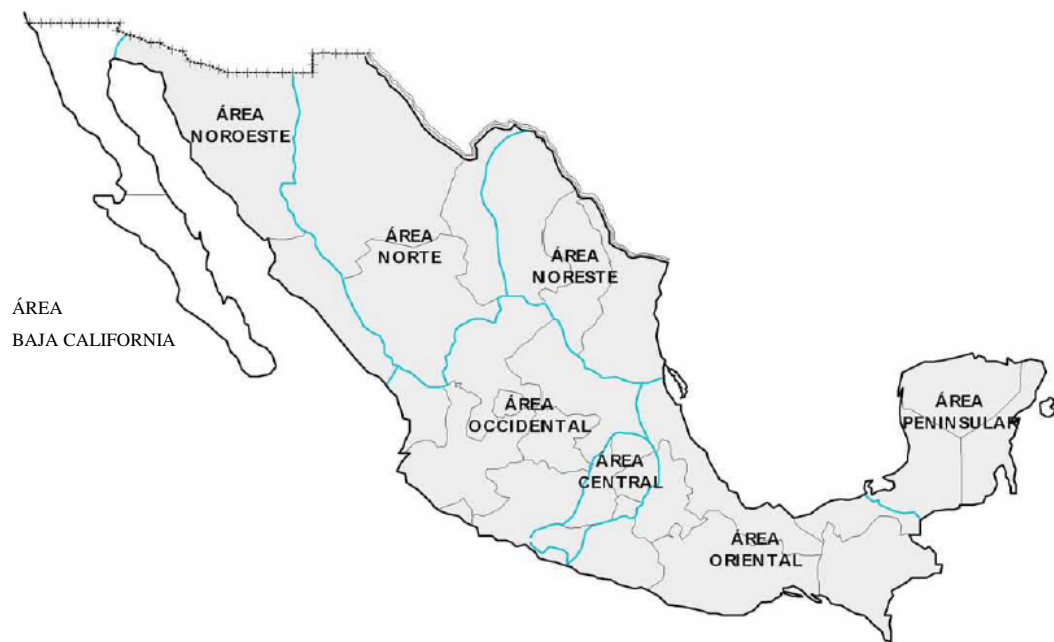 ÁREA
NOROESTE
ÁREA
NORTE
ÁREA
NORESTE
ÁREA
BAJA CALIFORNIA
ÁREA
OCCIDENTAL
ÁREA
PENINSULAR
ÁREA
CENTRAL
ÁREA
ORIENTAL